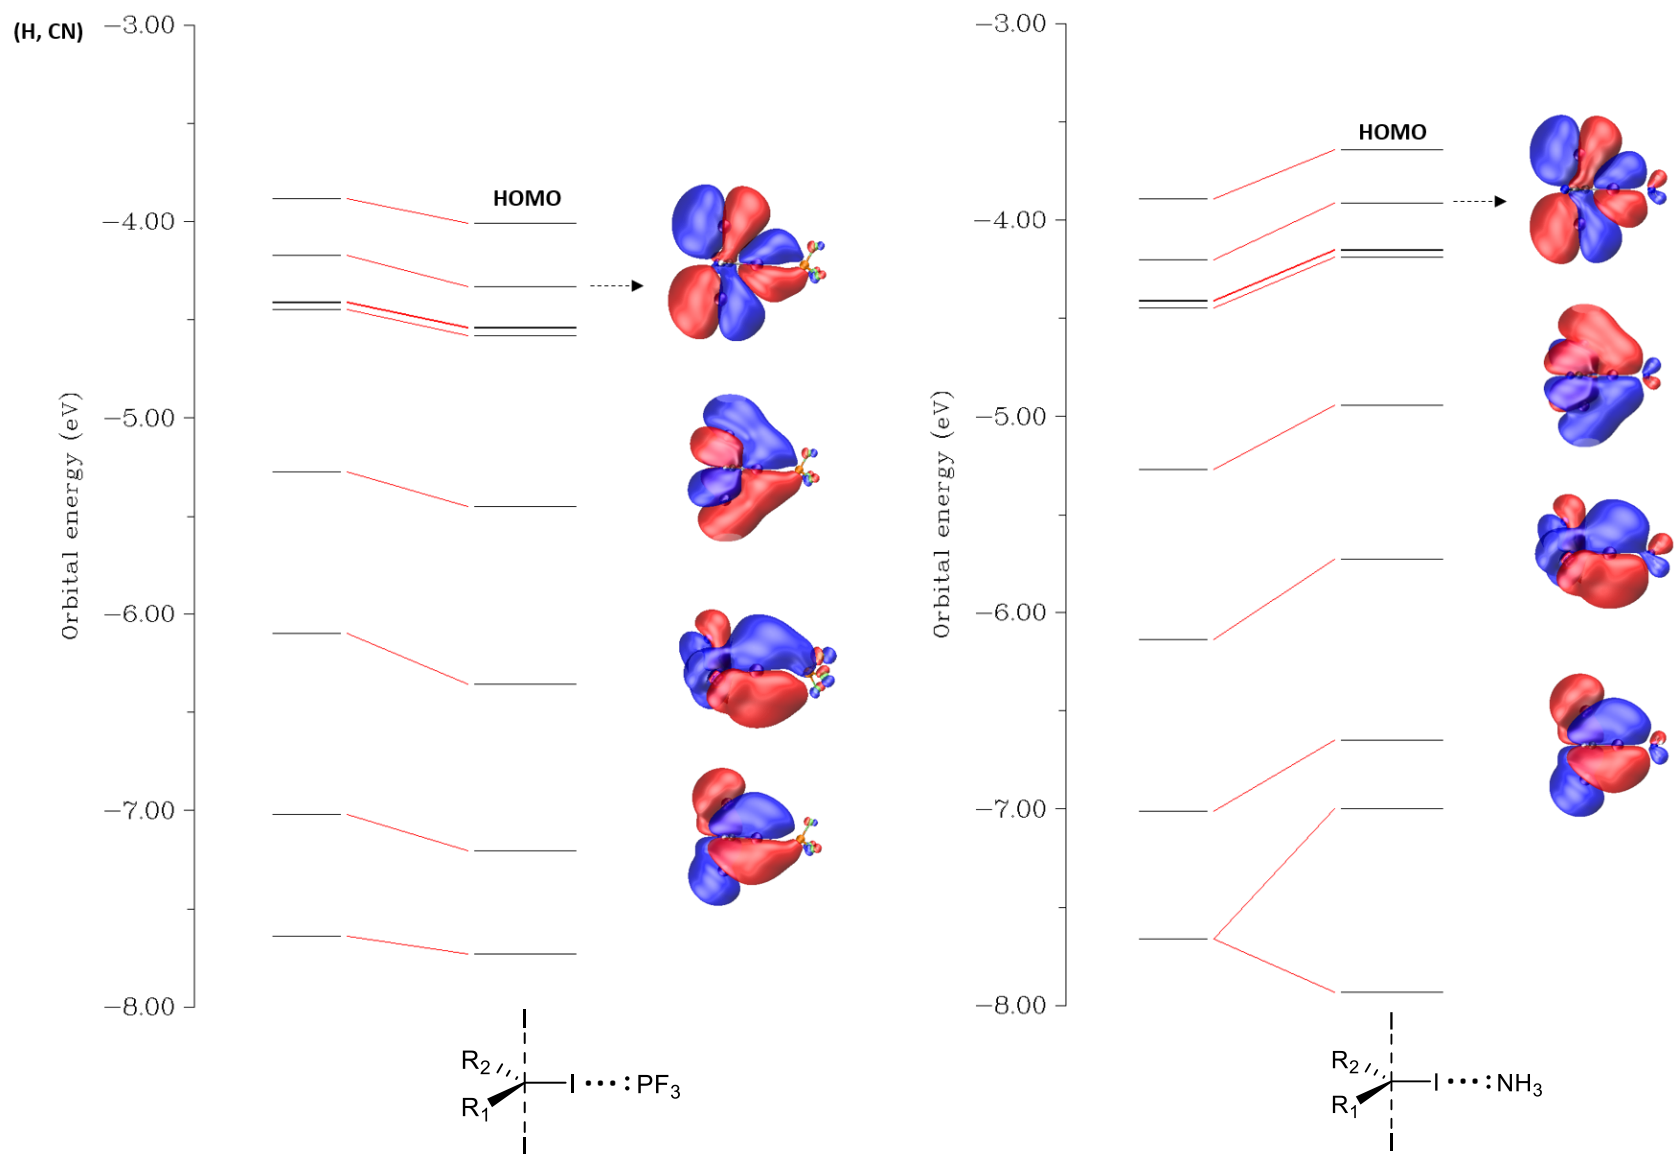 (H, CN)
−3.00
−4.00
−5.00
−6.00
−7.00
−8.00
Orbital energy (eV)
HOMO
I
R2
R1
I
:PF3
I
−3.00
−4.00
−5.00
−6.00
−7.00
−8.00
Orbital energy (eV)
HOMO
I
R2
R1
I
:NH3
I